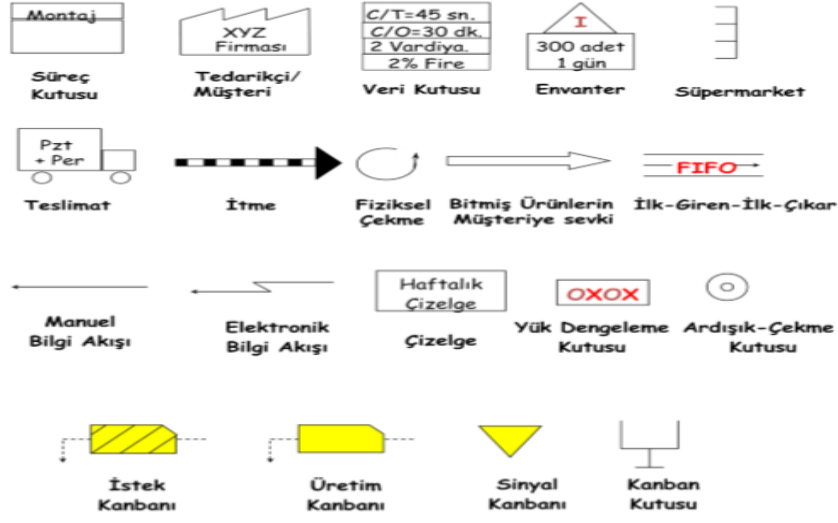 Montaj
Süreç
Kutusu
XYZ
Firması
Tedarikçi/
Müşteri
C/T=45 sn.
C/O=30 dk.
2 Vardiya.
2% Fire
Veri Kutusu
I
300 adet
1 gün
Envanter
Süpermarket
Pzt
+ Per
Teslimat
İtme
Fiziksel
Çekme
Bitmiş Ürünlerin
Müşteriye sevki
FIFO
İlk-Giren-İlk-Çıkar
Manuel
Bilgi Akışı
Elektronik
Bilgi Akışı
Haftalık
Çizelge
Çizelge
OXOX
Yük Dengeleme
Kutusu
Ardışık-Çekme
Kutusu
İstek
Kanbanı
Üretim
Kanbanı
Sinyal
Kanbanı
Kanban
Kutusu